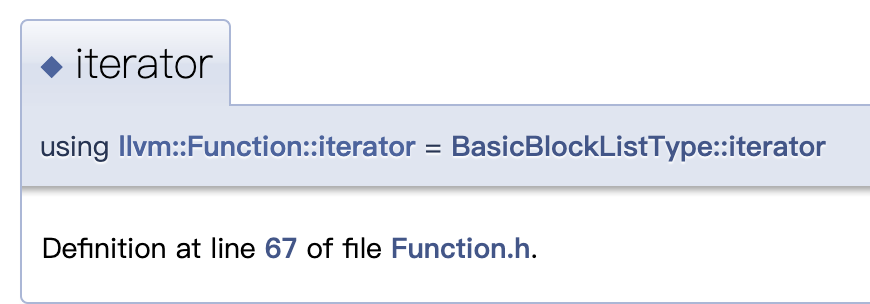 ◆ iterator
using llvm::Function::iterator = BasicBlockListType::iterator
Definition at line 67 of file Function.h.